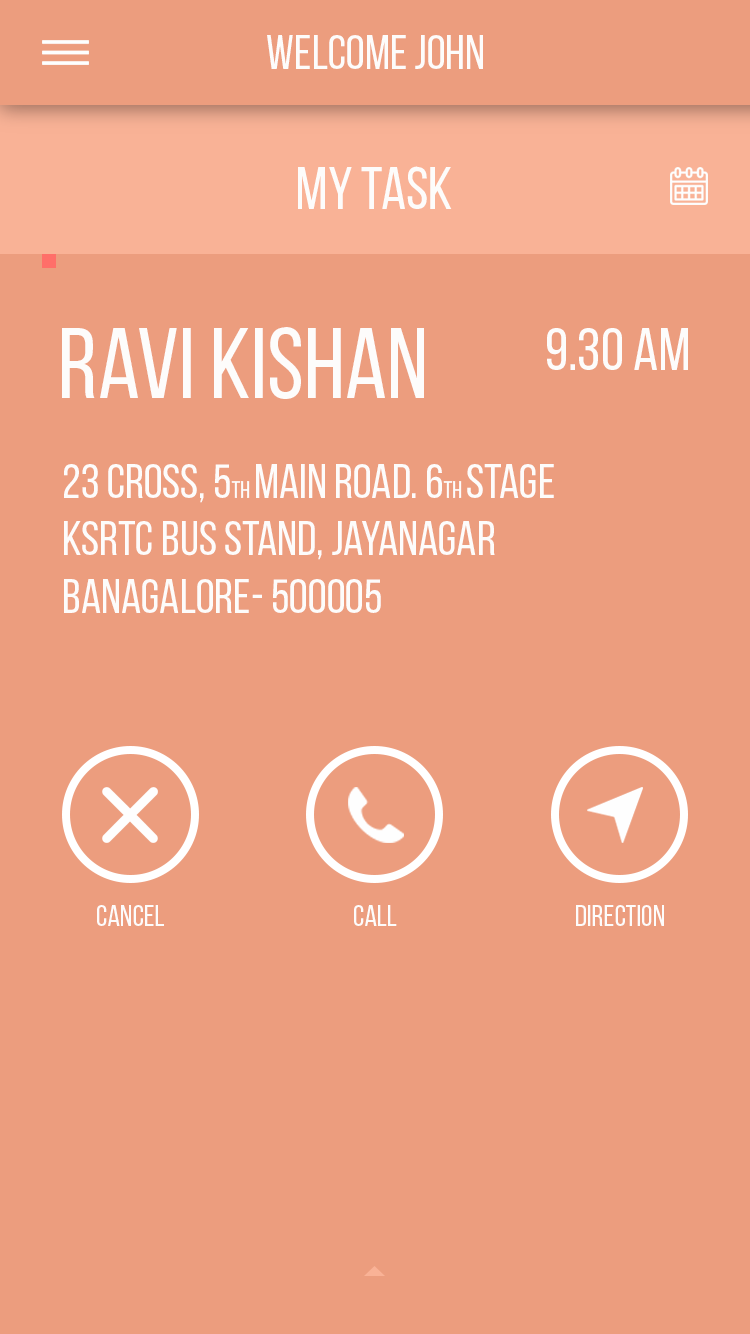 WELCOME JOHN
MY TASK
RAVI KISHAN
9.30 AM
23 CROSS, 5TH MAIN ROAD. 6TH STAGE
KSRTC BUS STAND, JAYANAGAR
BANAGALORE- 500005
CANCEL
CALL
DIRECTION